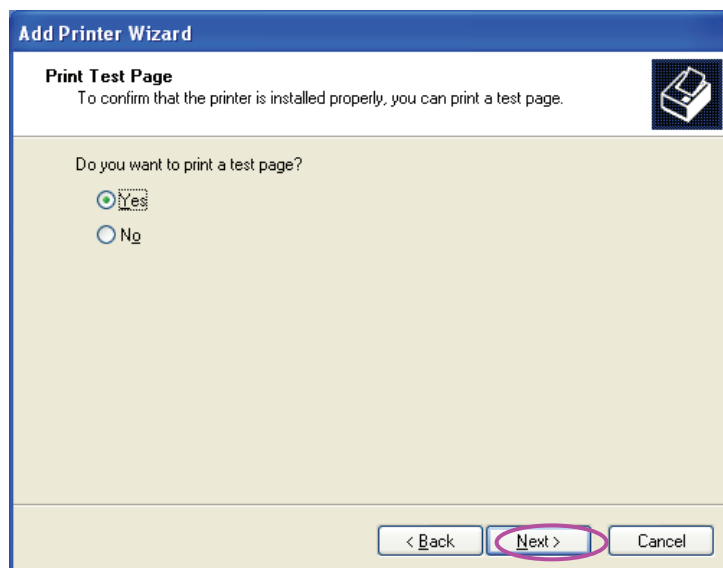 Add Printer Wizard
Print Test Page
To confirm that the printer is installed properly, you can print a test page.
Do you want to print a test page?
Yes
No
< Back Next > Cancel